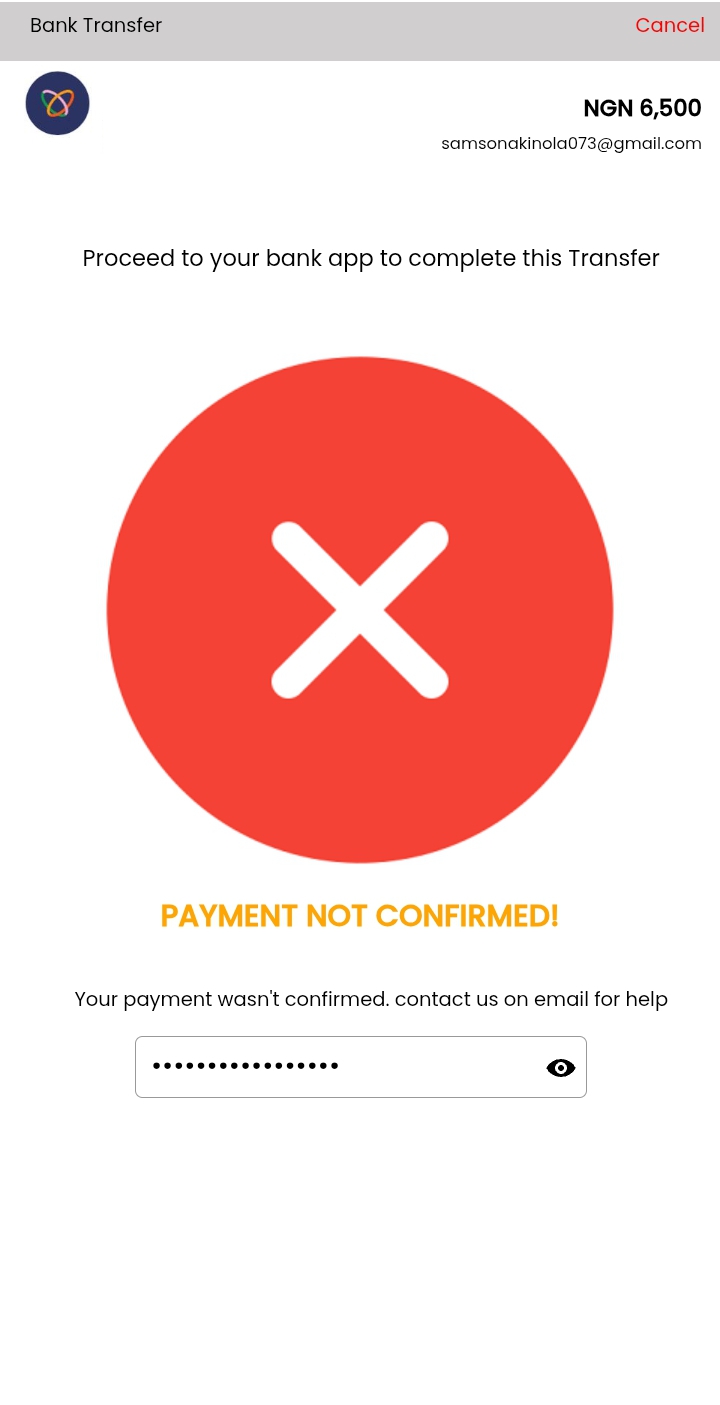 Bank Transfer
Cancel
NGN 6,500
samsonakinola073@gmail.com
Proceed to your bank app to complete this Transfer
PAYMENT NOT CONFIRMED!
Your payment wasn't confirmed. contact us on email for help
•••••••••••••••••